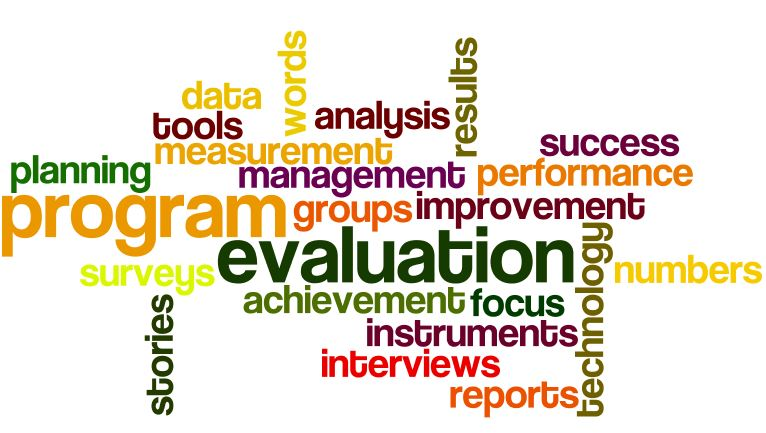 words
results
data
analysis
tools
success
measurement
planning
management
performance
program
groups
improvement
evaluation
technology
surveys
numbers
achievement
focus
stories
instruments
interviews
reports